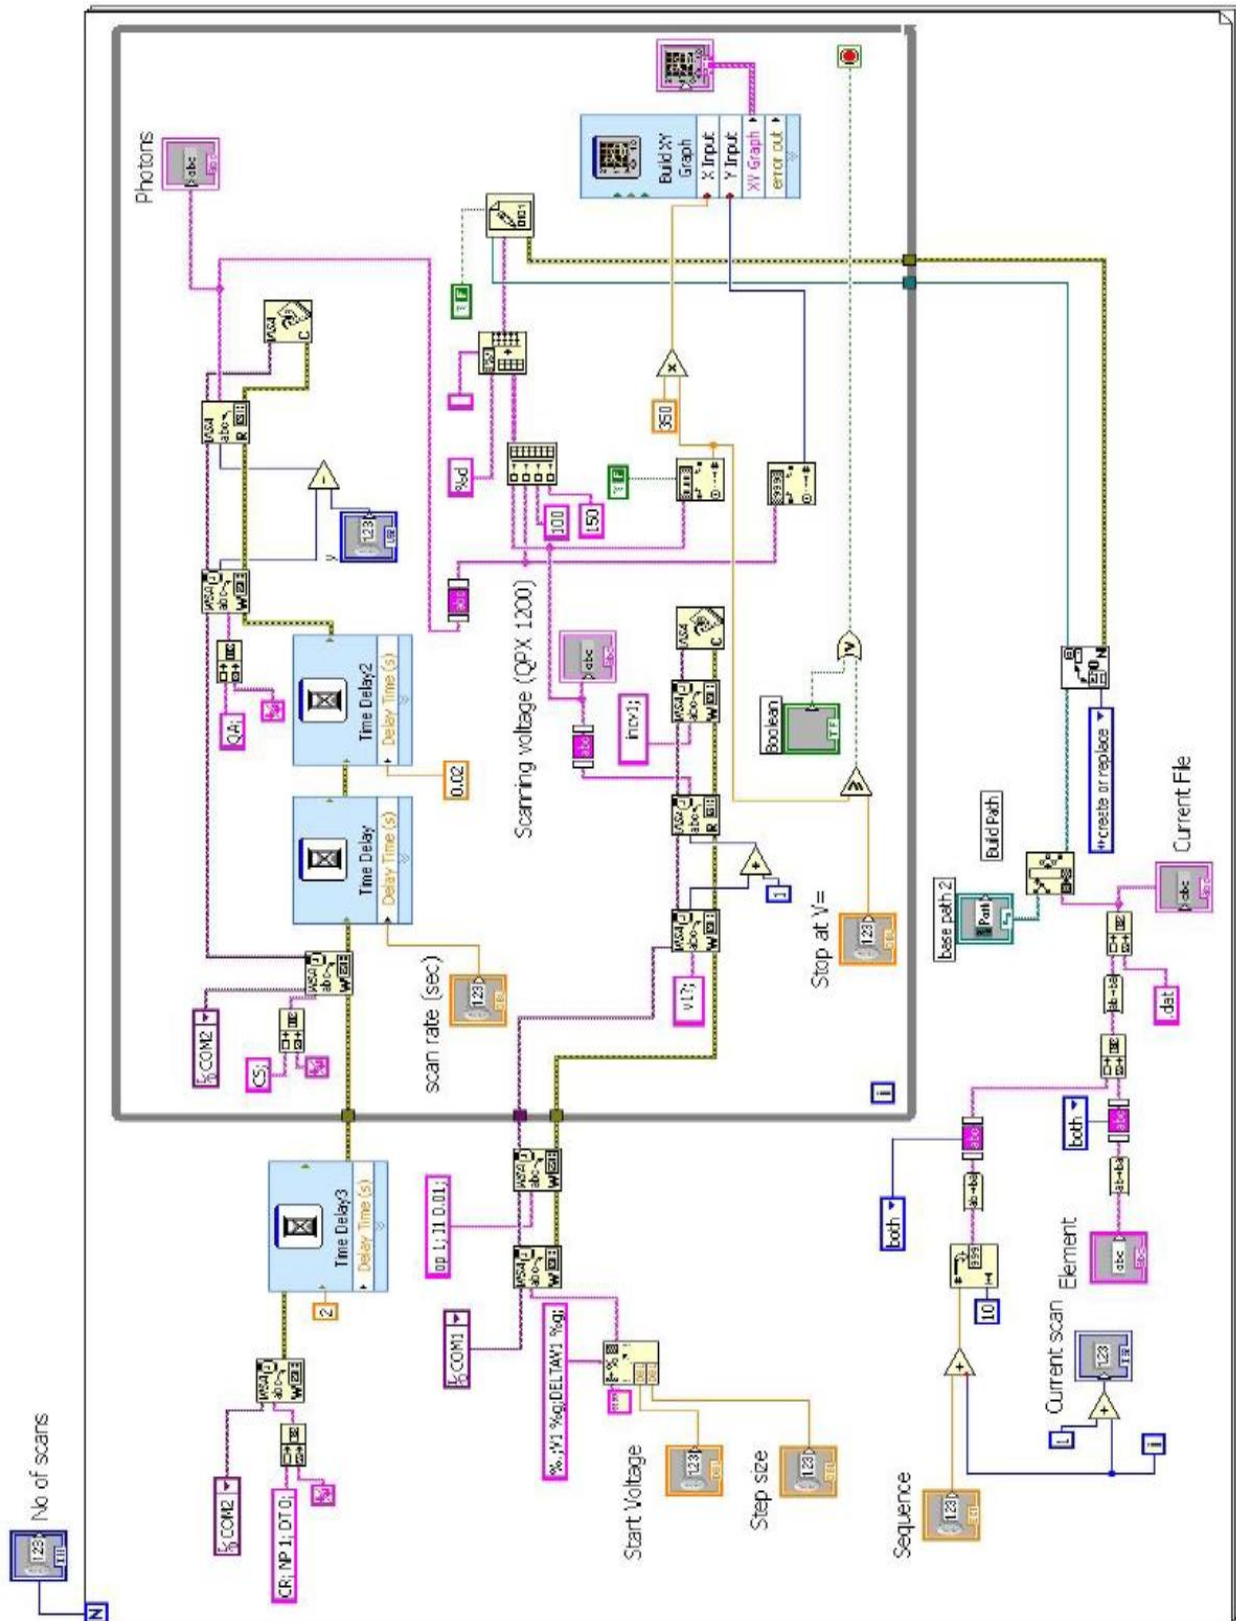 No of scans
N
COM2
CR; NP 1; DT 0;
2
Time Delay3
Delay Time (s)
COM2
CS;
QA;
Time Delay
Delay Time (s)
Time Delay2
Delay Time (s)
0.02
scan rate (sec)
Photons
y
COM1
op 1; I1 0.01;
%.;V1 %g;DELTAV1 %g;
Start Voltage
Step size
Scanning voltage (QPX 1200)
v1?;
1
incv1;
%d
100
150
350
Build XY
Graph
X Input
Y Input
XY Graph
error out
Boolean
Stop at V=
i
Sequence
10
both
both
Current scan
1
i
Element
.dat
base path 2
Path
Build Path
create or replace
Current File